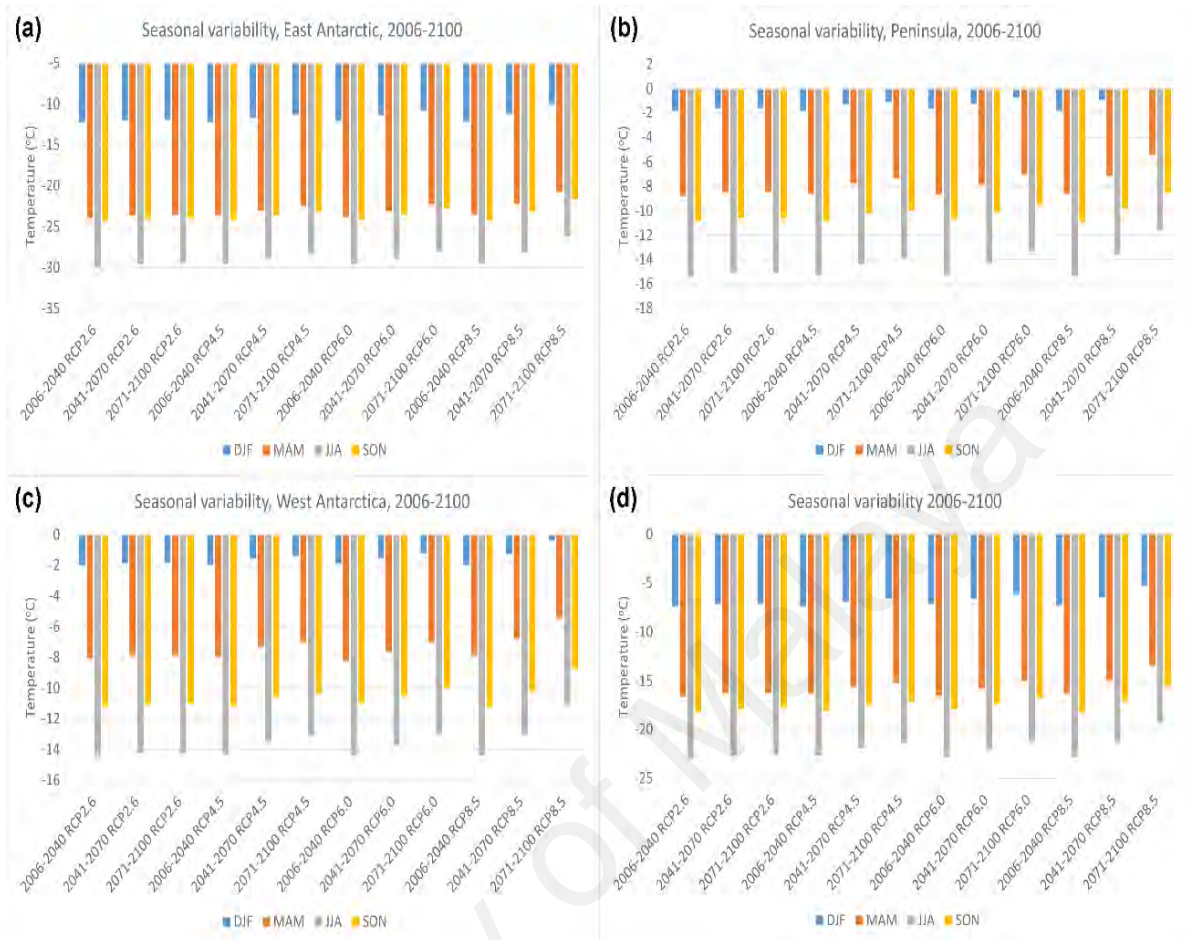 (a)
Seasonal variability, East Antarctic, 2006-2100
-5
-10
-15
-20
-25
-30
-35
Temperature (°C)
2006-2040 RCP2.6
2041-2070 RCP2.6
2071-2100 RCP2.6
2006-2040 RCP4.5
2041-2070 RCP4.5
2071-2100 RCP4.5
2006-2040 RCP6.0
2041-2070 RCP6.0
2071-2100 RCP6.0
2006-2040 RCP8.5
2041-2070 RCP8.5
2071-2100 RCP8.5
DJF MAM JJA SON
(b)
Seasonal variability, Peninsula, 2006-2100
2
0
-2
-4
-6
-8
-10
-12
-14
-16
-18
Temperature (°C)
2006-2040 RCP2.6
2041-2070 RCP2.6
2071-2100 RCP2.6
2006-2040 RCP4.5
2041-2070 RCP4.5
2071-2100 RCP4.5
2006-2040 RCP6.0
2041-2070 RCP6.0
2071-2100 RCP6.0
2006-2040 RCP8.5
2041-2070 RCP8.5
2071-2100 RCP8.5
DJF MAM JJA SON
(c)
Seasonal variability, West Antarctica, 2006-2100
0
-2
-4
-6
-8
-10
-12
-14
-16
Temperature (°C)
2006-2040 RCP2.6
2041-2070 RCP2.6
2071-2100 RCP2.6
2006-2040 RCP4.5
2041-2070 RCP4.5
2071-2100 RCP4.5
2006-2040 RCP6.0
2041-2070 RCP6.0
2071-2100 RCP6.0
2006-2040 RCP8.5
2041-2070 RCP8.5
2071-2100 RCP8.5
DJF MAM JJA SON
(d)
Seasonal variability 2006-2100
0
-5
-10
-15
-20
-25
Temperature (°C)
2006-2040 RCP2.6
2041-2070 RCP2.6
2071-2100 RCP2.6
2006-2040 RCP4.5
2041-2070 RCP4.5
2071-2100 RCP4.5
2006-2040 RCP6.0
2041-2070 RCP6.0
2071-2100 RCP6.0
2006-2040 RCP8.5
2041-2070 RCP8.5
2071-2100 RCP8.5
DJF MAM JJA SON
of Malaya